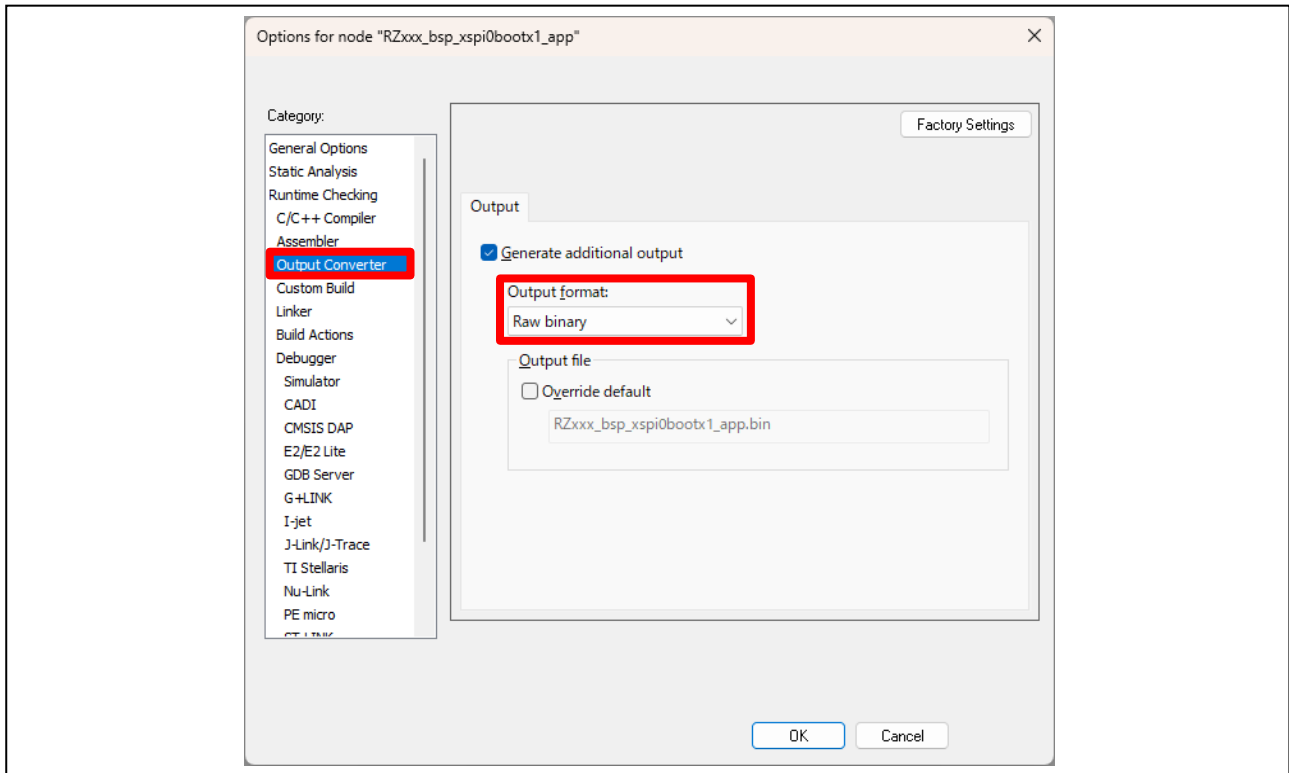 Options for node "RZxxx_bsp_xspi0bootx1_app"
Category:
Factory Settings
General Options
Static Analysis
Runtime Checking
C/C++ Compiler
Assembler
Output Converter
Custom Build
Linker
Build Actions
Debugger
Simulator
CADI
CMSIS DAP
E2/E2 Lite
GDB Server
G+LINK
I-jet
J-Link/J-Trace
TI Stellaris
Nu-Link
PE micro
Output
Generate additional output
Output format:
Raw binary
Output file
Override default
RZxxx_bsp_xspi0bootx1_app.bin
OK
Cancel